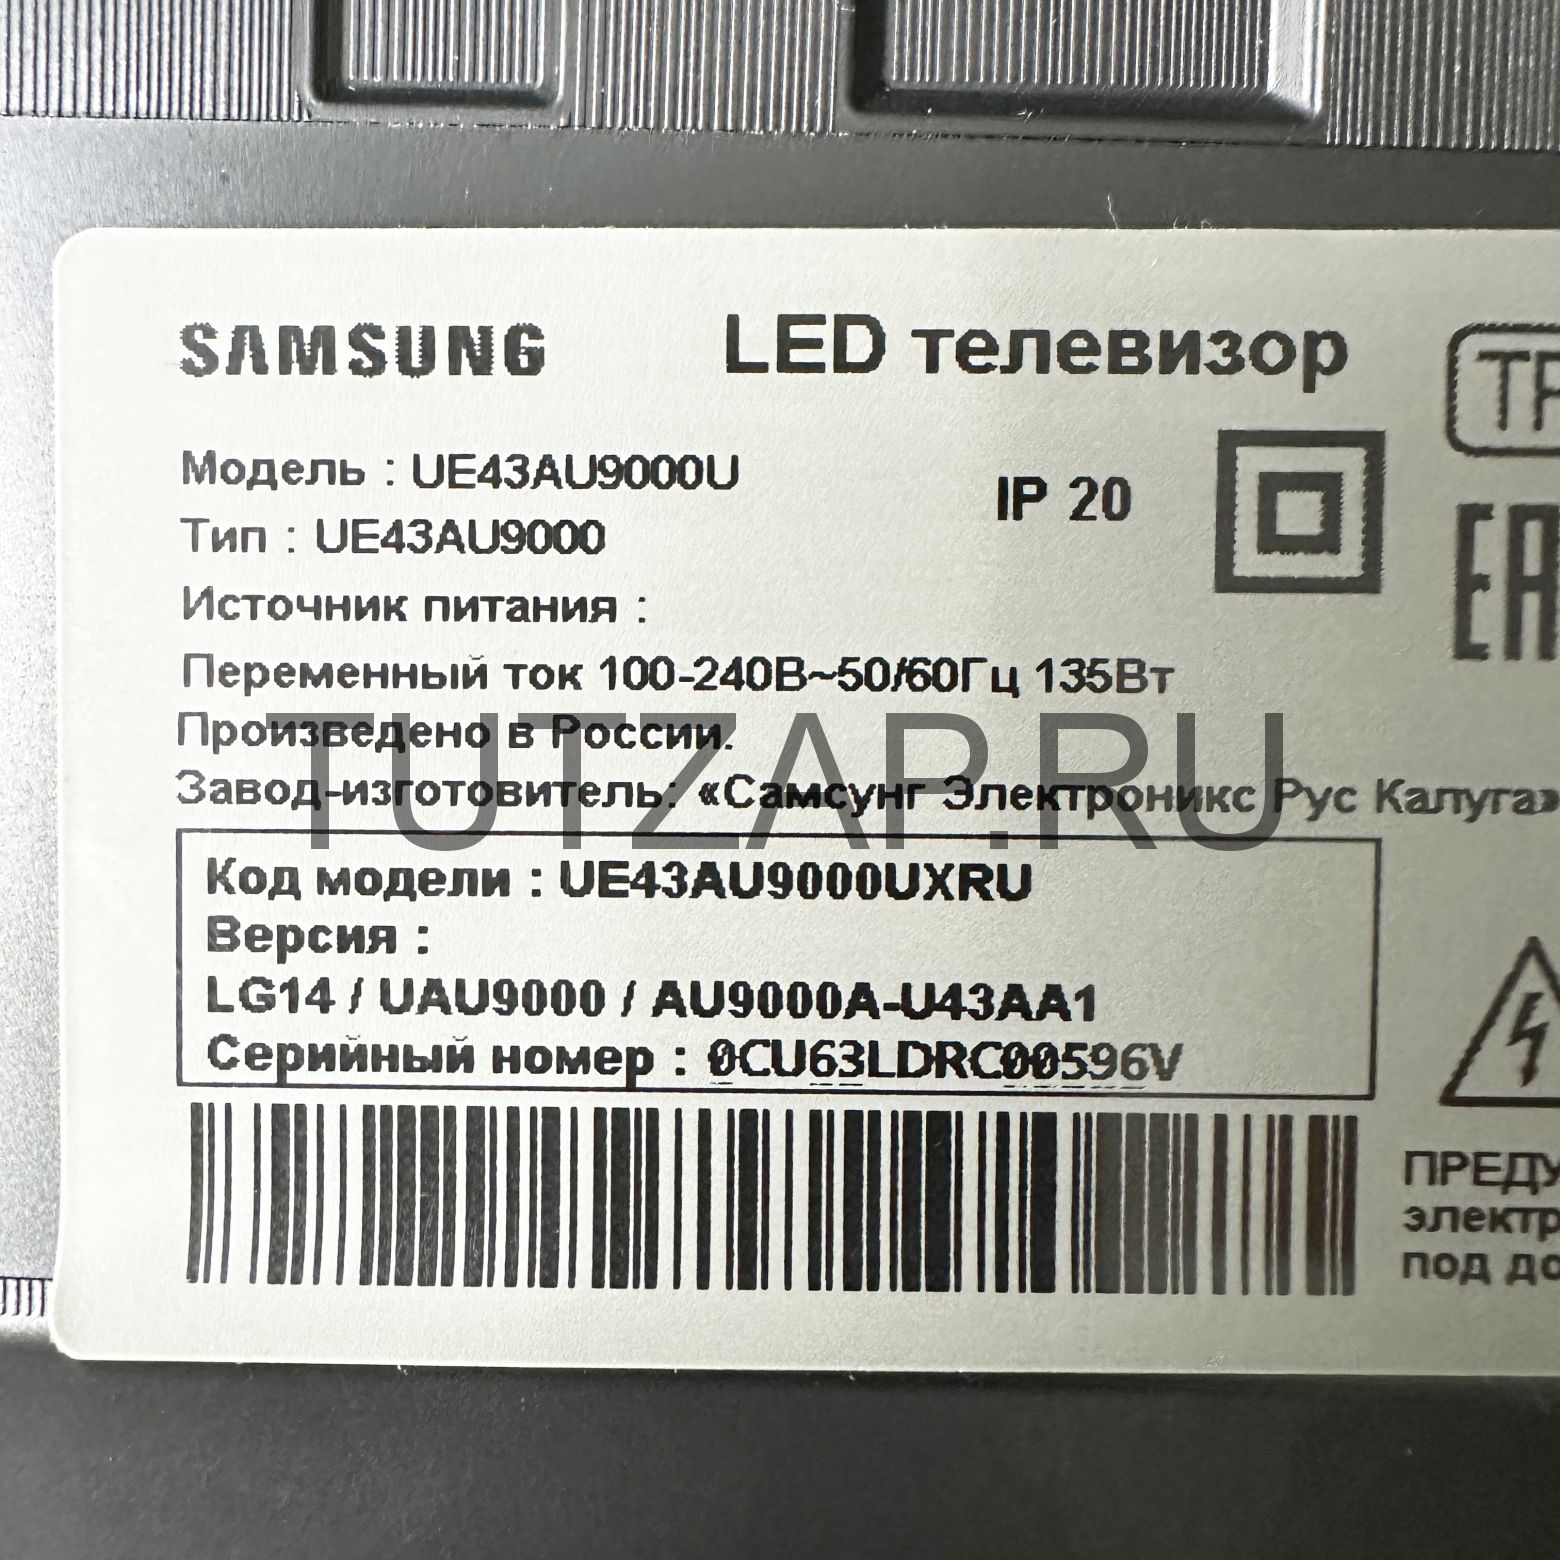 SAMSUNG
LED телевизор
Модель : UE43AU9000U
IP 20
Тип : UE43AU9000
Источник питания :
Переменный ток 100-240В~50/60Гц 135Вт
Произведено в России.
Завод-изготовитель: «Самсунг Электроникс Рус Калуга»
TUTZAP.RU
Код модели : UE43AU9000UXRU
Версия :
LG14 / UAU9000 / AU9000A-U43AA1
Серийный номер : 0CU63LDRC00596V
EAC
ПРЕДУ
электр
под до